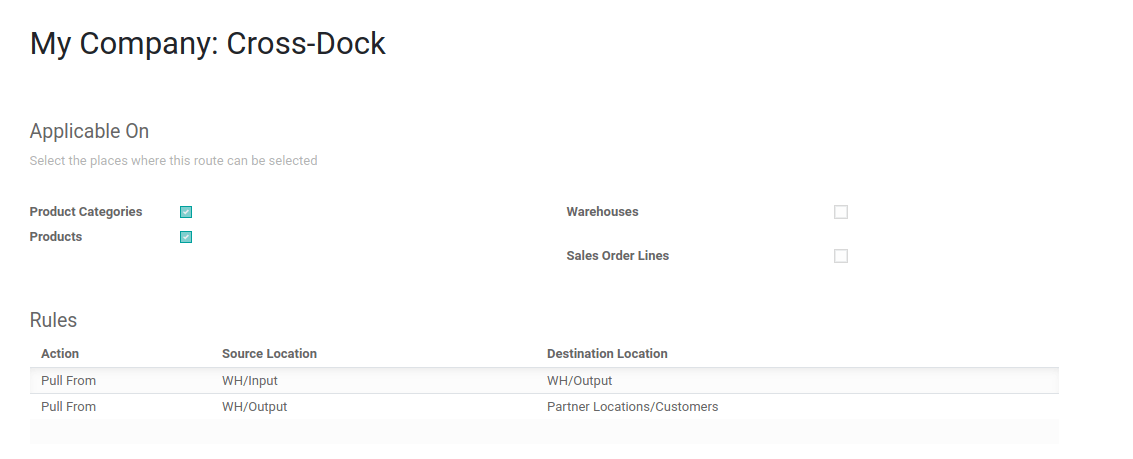 My Company: Cross-Dock
Applicable On
Select the places where this route can be selected
Product Categories
Warehouses
Products
Sales Order Lines
Rules
Action Source Location Destination Location
Pull From WH/Input WH/Output
Pull From WH/Output Partner Locations/Customers